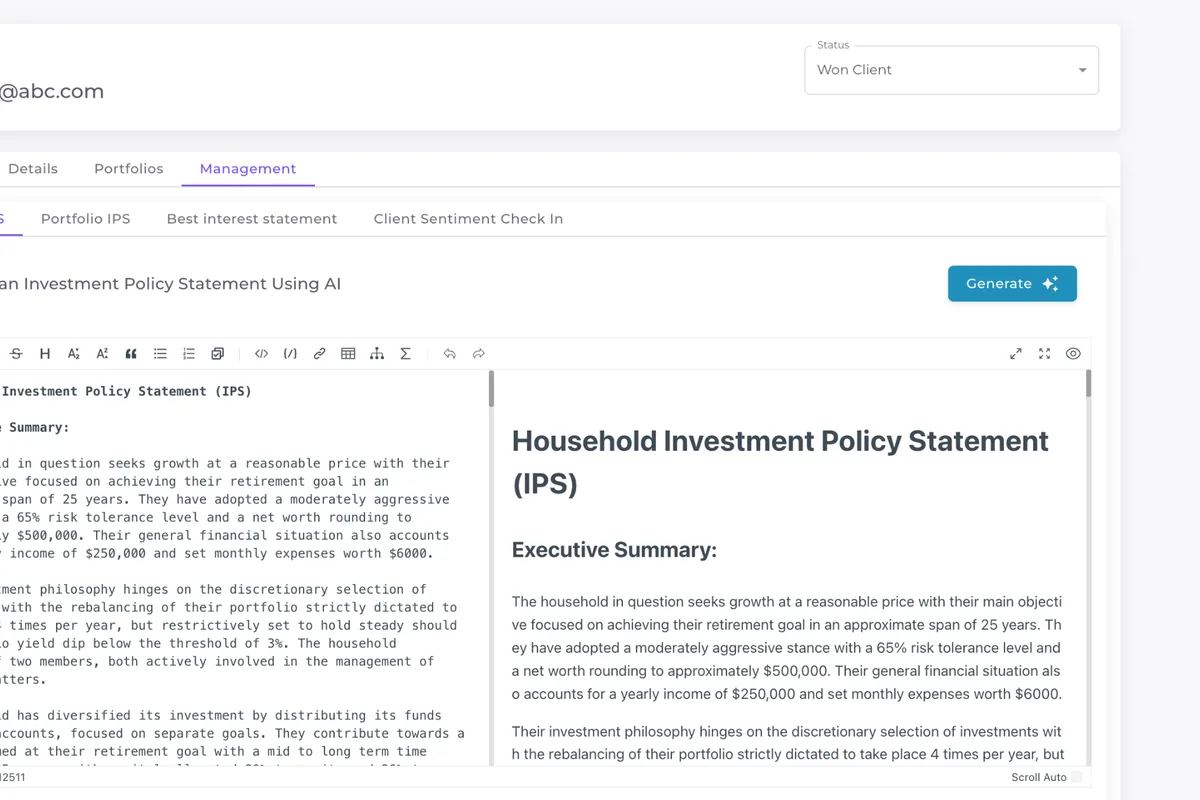 Status
Won Client
@abc.com
Details
Portfolios
Management
S
Portfolio IPS
Best interest statement
Client Sentiment Check In
an Investment Policy Statement Using AI
Generate
Investment Policy Statement (IPS)
e Summary:
ld in question seeks growth at a reasonable price with their
ive focused on achieving their retirement goal in an
span of 25 years. They have adopted a moderately aggressive
a 65% risk tolerance level and a net worth rounding to
ly $500,000. Their general financial situation also accounts
y income of $250,000 and set monthly expenses worth $6000.
tment philosophy hinges on the discretionary selection of
with the rebalancing of their portfolio strictly dictated to
4 times per year, but restrictively set to hold steady should
io yield dip below the threshold of 3%. The household
f two members, both actively involved in the management of
atters.
ld has diversified its investment by distributing its funds
accounts, focused on separate goals. They contribute towards a
med at their retirement goal with a mid to long term time
12511
Household Investment Policy Statement
(IPS)
Executive Summary:
The household in question seeks growth at a reasonable price with their main objecti
ve focused on achieving their retirement goal in an approximate span of 25 years. Th
ey have adopted a moderately aggressive stance with a 65% risk tolerance level and
a net worth rounding to approximately $500,000. Their general financial situation als
o accounts for a yearly income of $250,000 and set monthly expenses worth $6000.
Their investment philosophy hinges on the discretionary selection of investments wit
h the rebalancing of their portfolio strictly dictated to take place 4 times per year, but
Scroll Auto